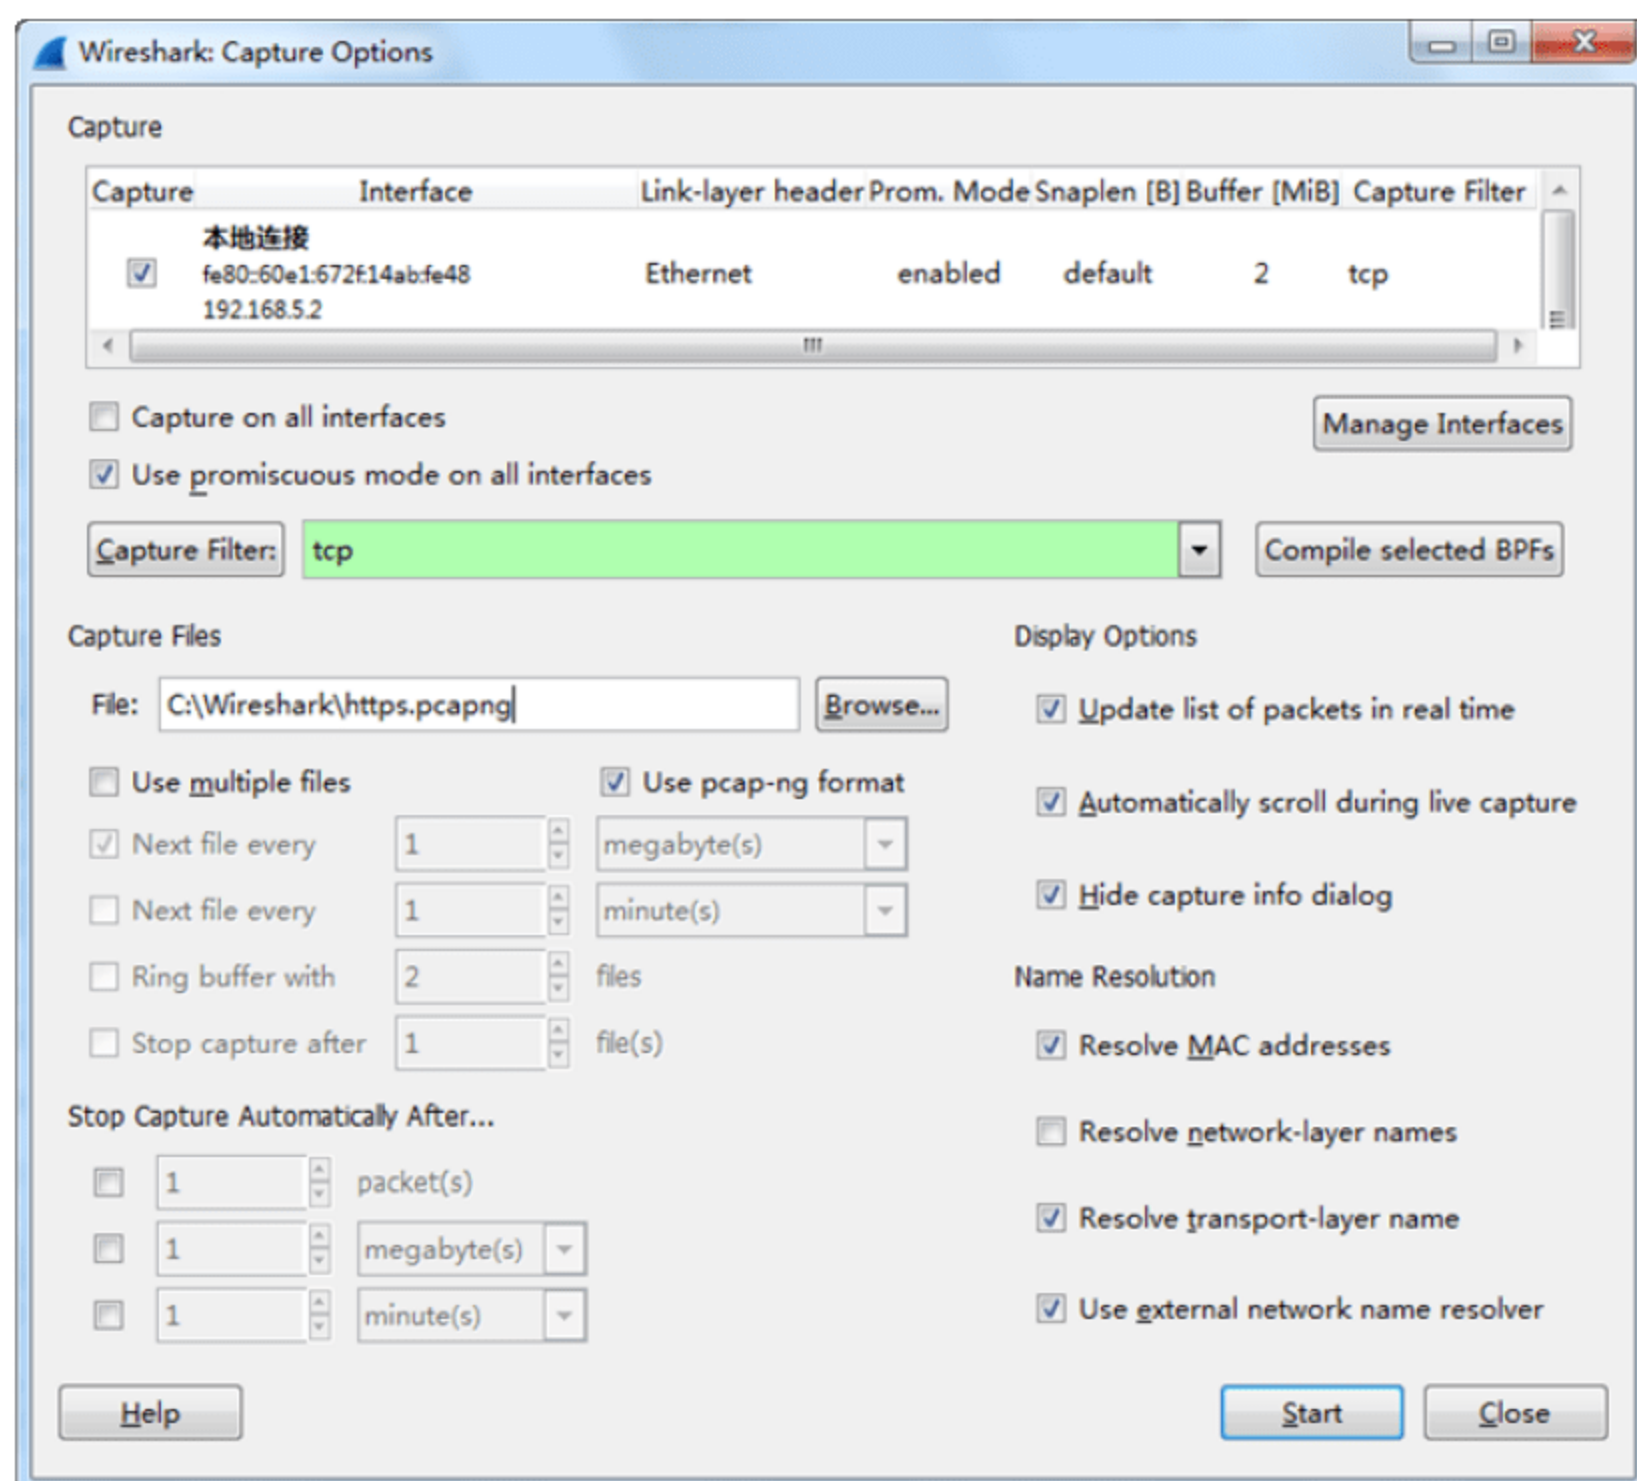 Wireshark: Capture Options
Capture
Capture Interface Link-layer header Prom. Mode Snaplen [B] Buffer [MiB] Capture Filter
本地连接
fe80::60e1:672f:14ab:fe48 Ethernet enabled default 2 tcp
192.168.5.2
Capture on all interfaces Manage Interfaces
Use promiscuous mode on all interfaces
Capture Filter: tcp Compile selected BPFs
Capture Files
File: C:\Wireshark\https.pcapng Browse...
Use multiple files Use pcap-ng format
Next file every 1 megabyte(s)
Next file every 1 minute(s)
Ring buffer with 2 files
Stop capture after 1 file(s)
Stop Capture Automatically After...
1 packet(s)
1 megabyte(s)
1 minute(s)
Display Options
Update list of packets in real time
Automatically scroll during live capture
Hide capture info dialog
Name Resolution
Resolve MAC addresses
Resolve network-layer names
Resolve transport-layer name
Use external network name resolver
Help Start Close